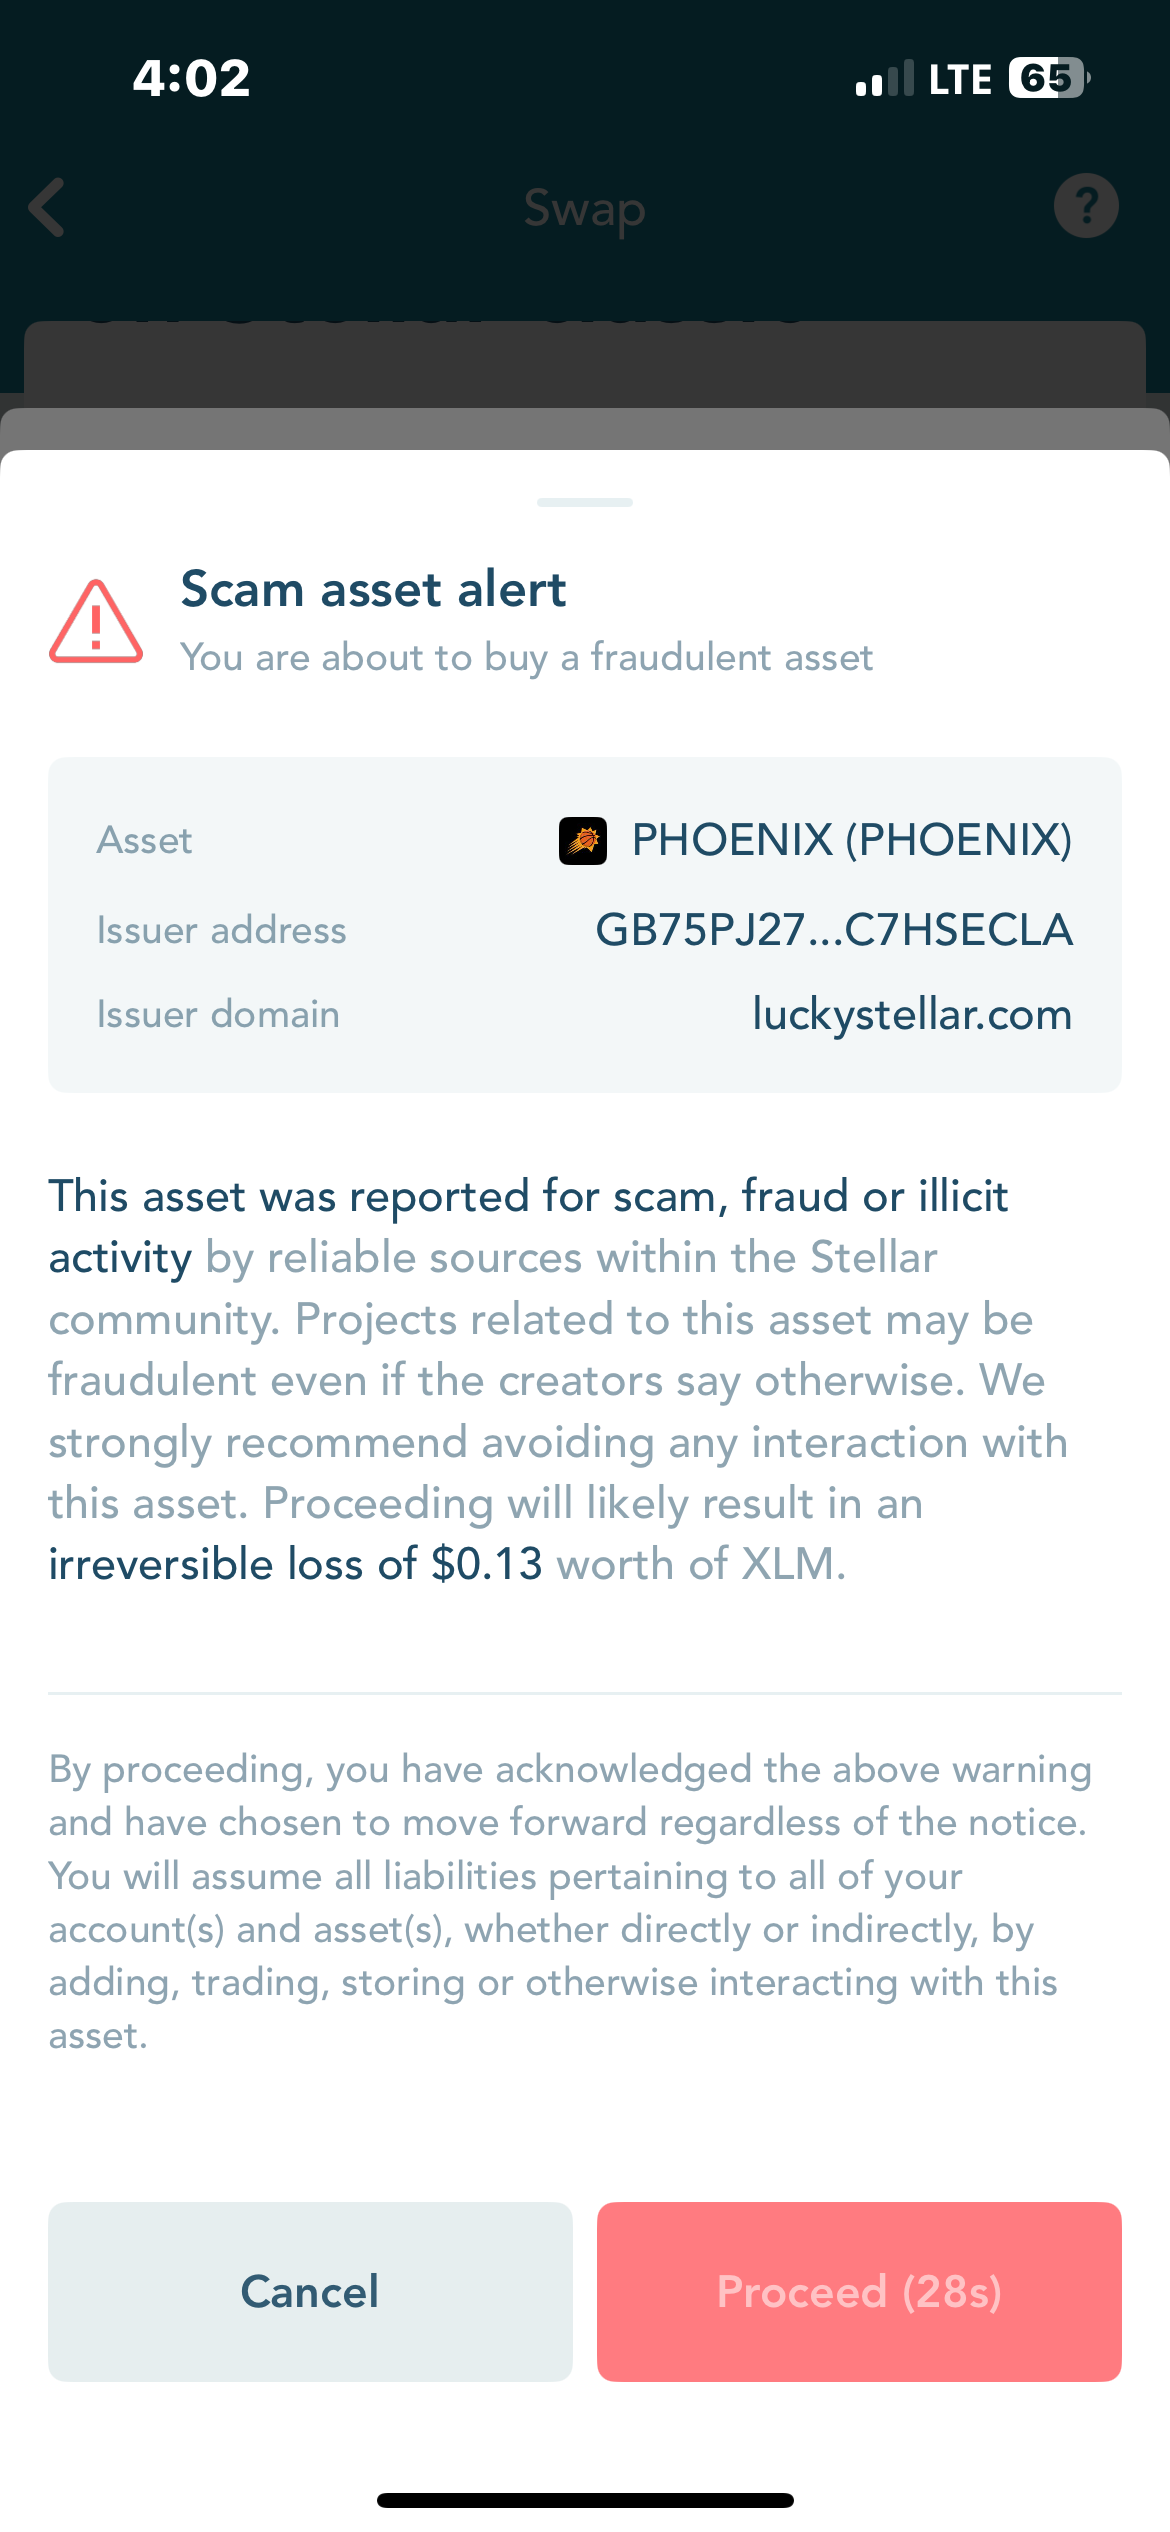 4:02
LTE 65
Swap
?
Scam asset alert
You are about to buy a fraudulent asset
Asset PHOENIX (PHOENIX)
Issuer address GB75PJ27...C7HSECLA
Issuer domain luckystellar.com
This asset was reported for scam, fraud or illicit
activity by reliable sources within the Stellar
community. Projects related to this asset may be
fraudulent even if the creators say otherwise. We
strongly recommend avoiding any interaction with
this asset. Proceeding will likely result in an
irreversible loss of $0.13 worth of XLM.
By proceeding, you have acknowledged the above warning
and have chosen to move forward regardless of the notice.
You will assume all liabilities pertaining to all of your
account(s) and asset(s), whether directly or indirectly, by
adding, trading, storing or otherwise interacting with this
asset.
Cancel
Proceed (28s)